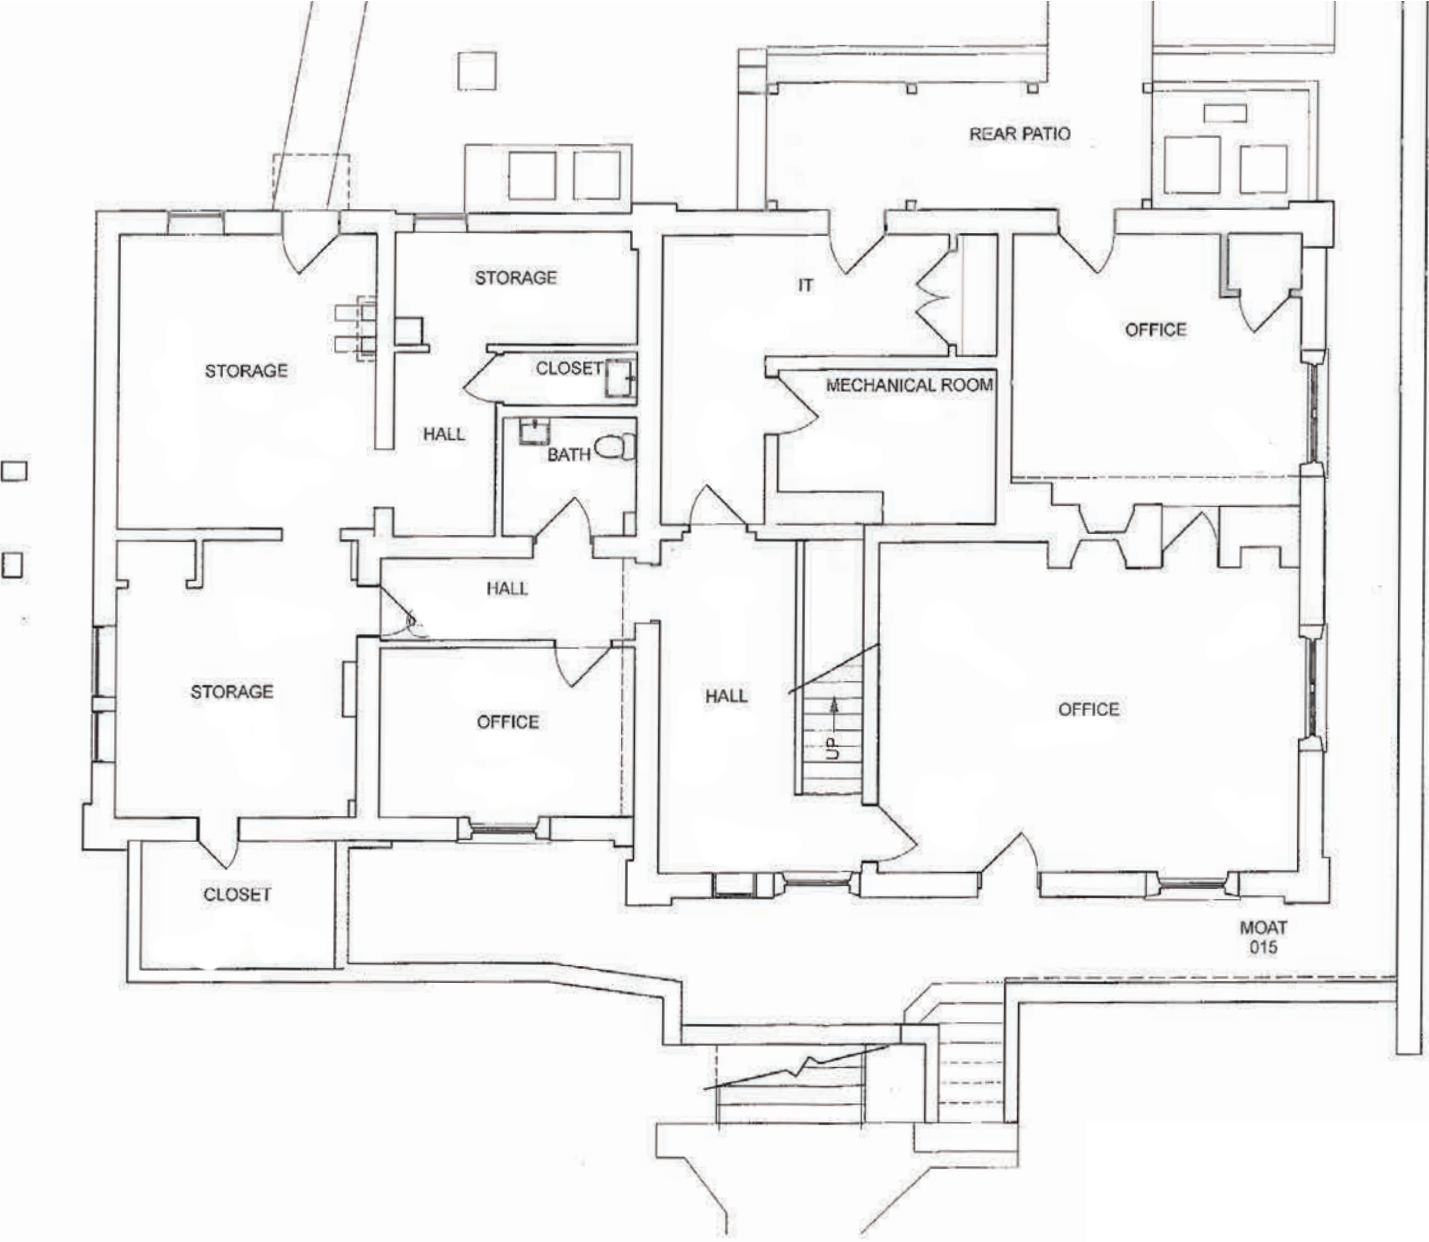 REAR PATIO
STORAGE
IT
OFFICE
STORAGE
CLOSET
MECHANICAL ROOM
HALL
BATH
HALL
STORAGE
HALL
OFFICE
OFFICE
UP
CLOSET
MOAT
015